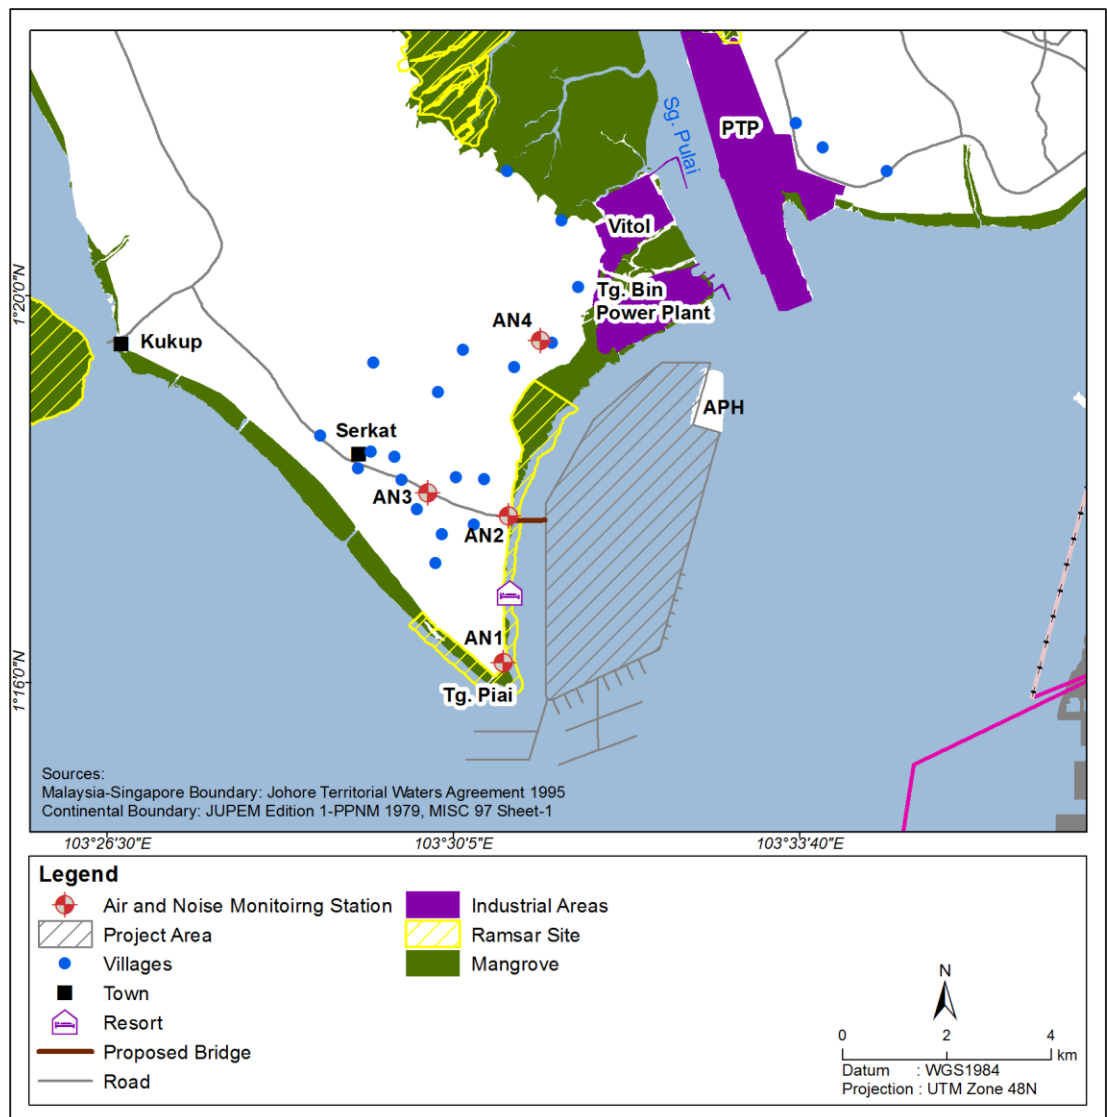 Sg. Pulai
PTP
Vitol
1°20'0"N
Tg. Bin
Power Plant
AN4
Kukup
APH
Serkat
AN3
AN2
AN1
Tg. Piai
1°16'0"N
Sources:
Malaysia-Singapore Boundary: Johore Territorial Waters Agreement 1995
Continental Boundary: JUPEM Edition 1-PPNM 1979, MISC 97 Sheet-1
103°26'30"E
103°30'5"E
103°33'40"E
Legend
Air and Noise Monitoirng Station
Project Area
Villages
Town
Resort
Proposed Bridge
Road
Industrial Areas
Ramsar Site
Mangrove
N
0 2 4
km
Datum : WGS1984
Projection : UTM Zone 48N